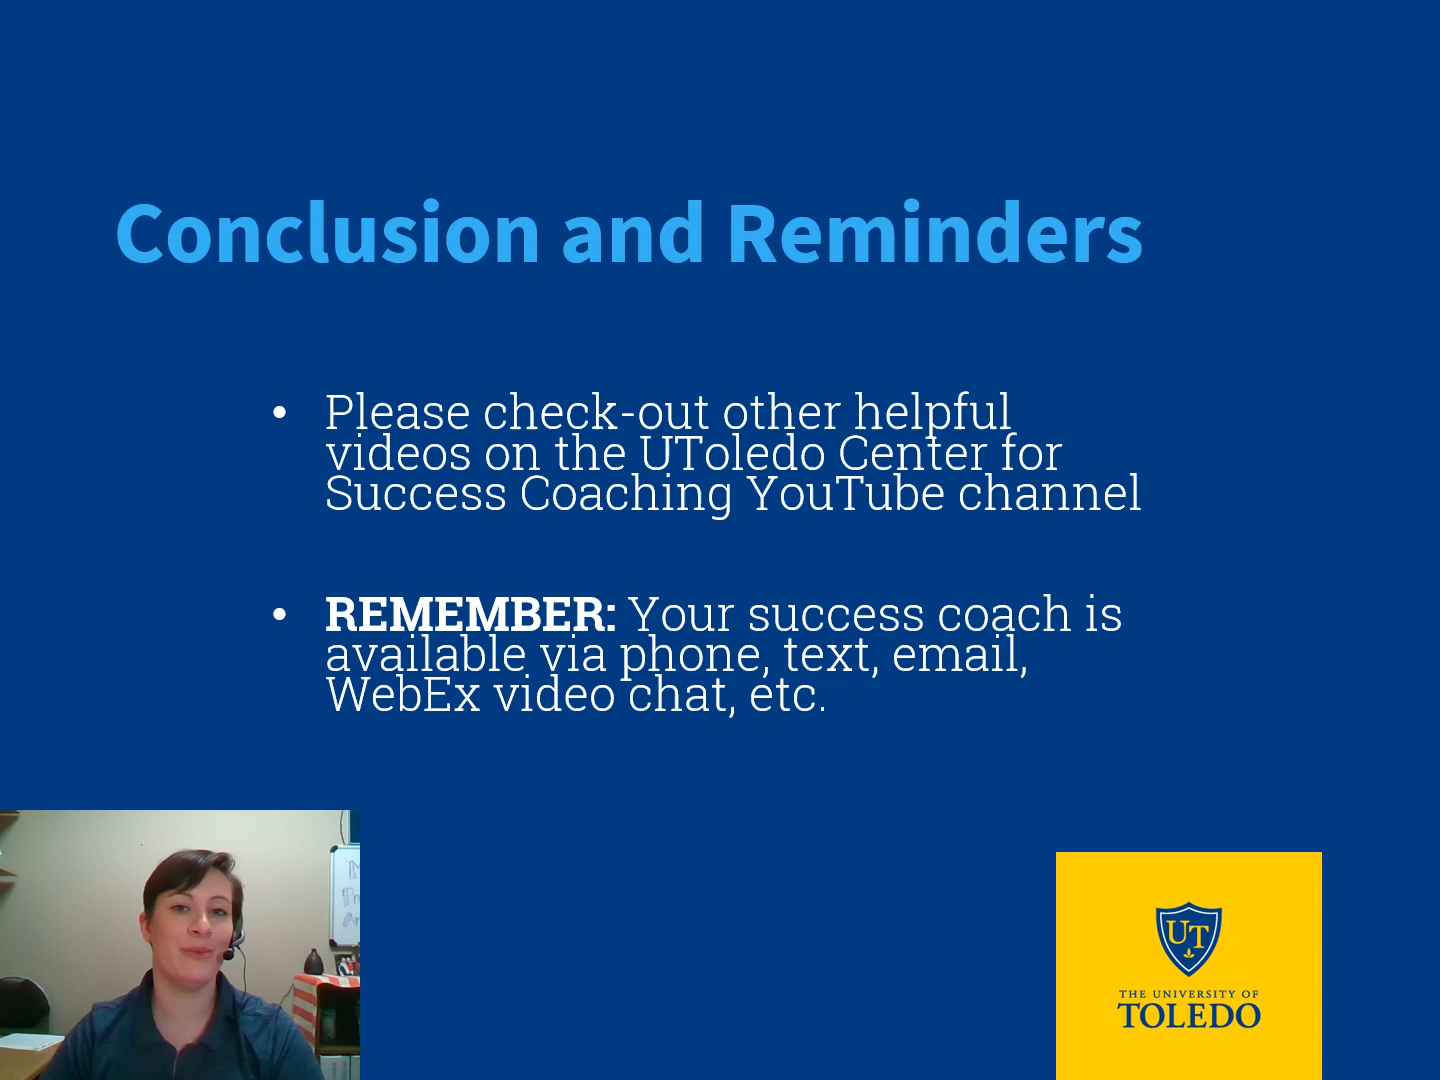 Conclusion and Reminders
• Please check-out other helpful
videos on the UToledo Center for
Success Coaching YouTube channel
• REMEMBER: Your success coach is
available via phone, text, email,
WebEx video chat, etc.
UT
THE UNIVERSITY OF
TOLEDO